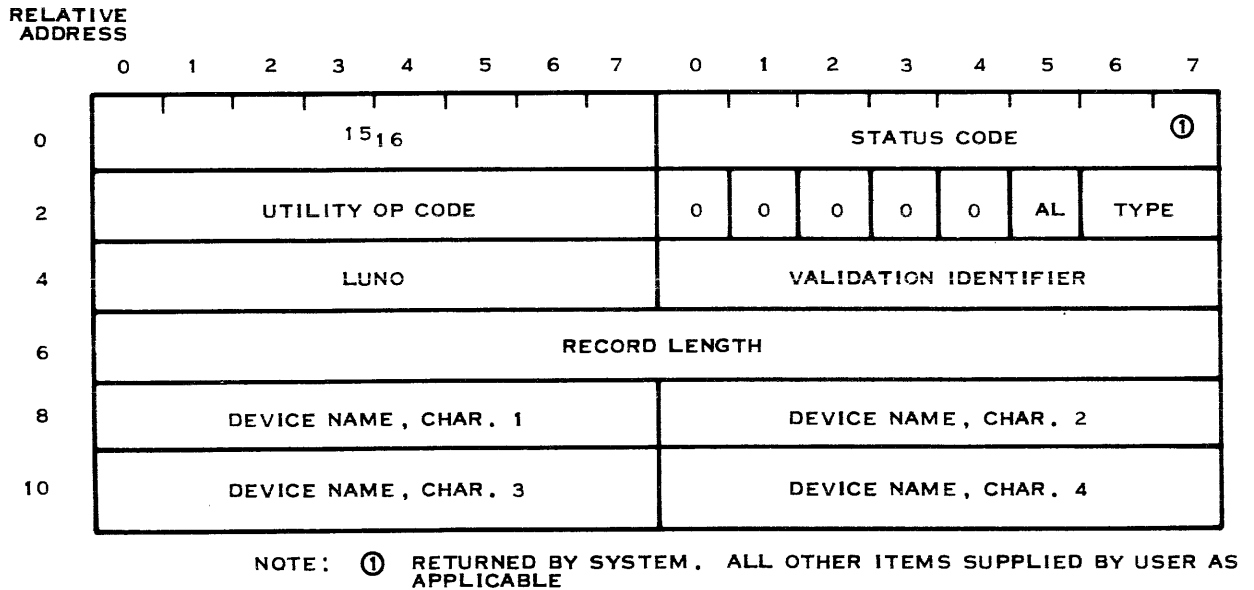 RELATIVE
ADDRESS
0 1 2 3 4 5 6 7 0 1 2 3 4 5 6 7
0 15₁₆ STATUS CODE ①
2 UTILITY OP CODE 0 0 0 0 0 AL TYPE
4 LUNO VALIDATION IDENTIFIER
6 RECORD LENGTH
8 DEVICE NAME, CHAR. 1 DEVICE NAME, CHAR. 2
10 DEVICE NAME, CHAR. 3 DEVICE NAME, CHAR. 4
NOTE: ① RETURNED BY SYSTEM. ALL OTHER ITEMS SUPPLIED BY USER AS
APPLICABLE